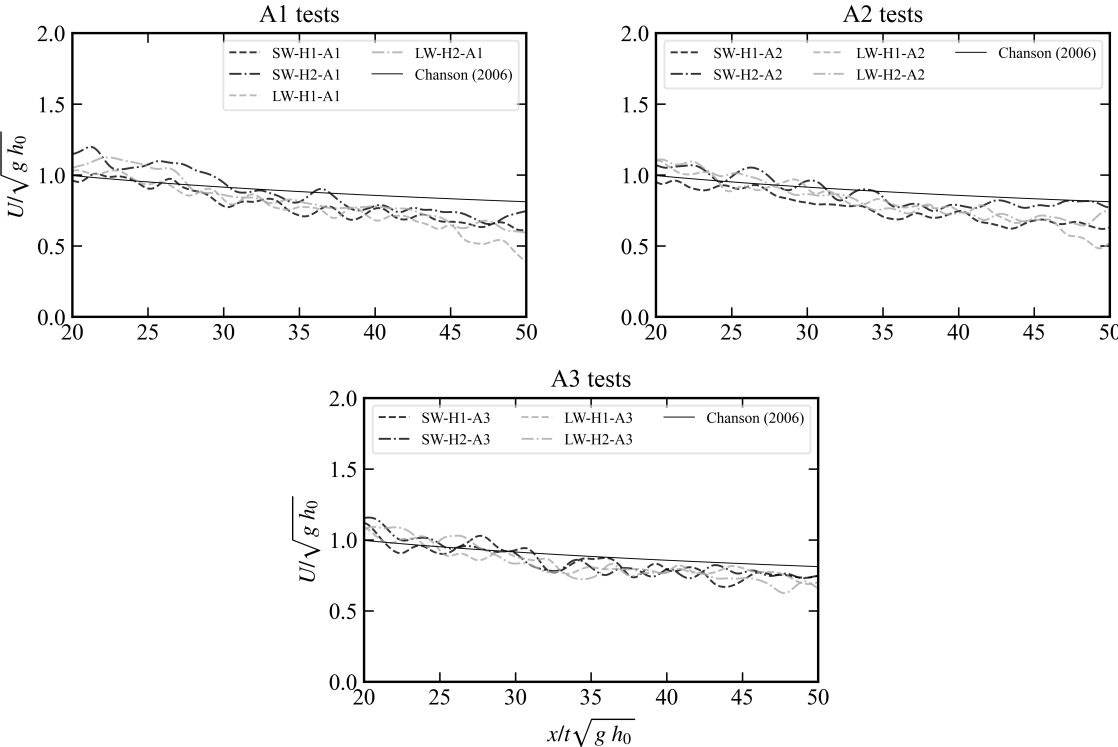 A1 tests
2.0
1.5
1.0
0.5
0.0
U/√g h0
20 25 30 35 40 45 50
SW-H1-A1 LW-H2-A1
SW-H2-A1 Chanson (2006)
LW-H1-A1
A2 tests
2.0
1.5
1.0
0.5
0.0
20 25 30 35 40 45 50
SW-H1-A2 LW-H1-A2 Chanson (2006)
SW-H2-A2 LW-H2-A2
A3 tests
2.0
1.5
1.0
0.5
0.0
U/√g h0
20 25 30 35 40 45 50
SW-H1-A3 LW-H1-A3 Chanson (2006)
SW-H2-A3 LW-H2-A3
x/t√g h0